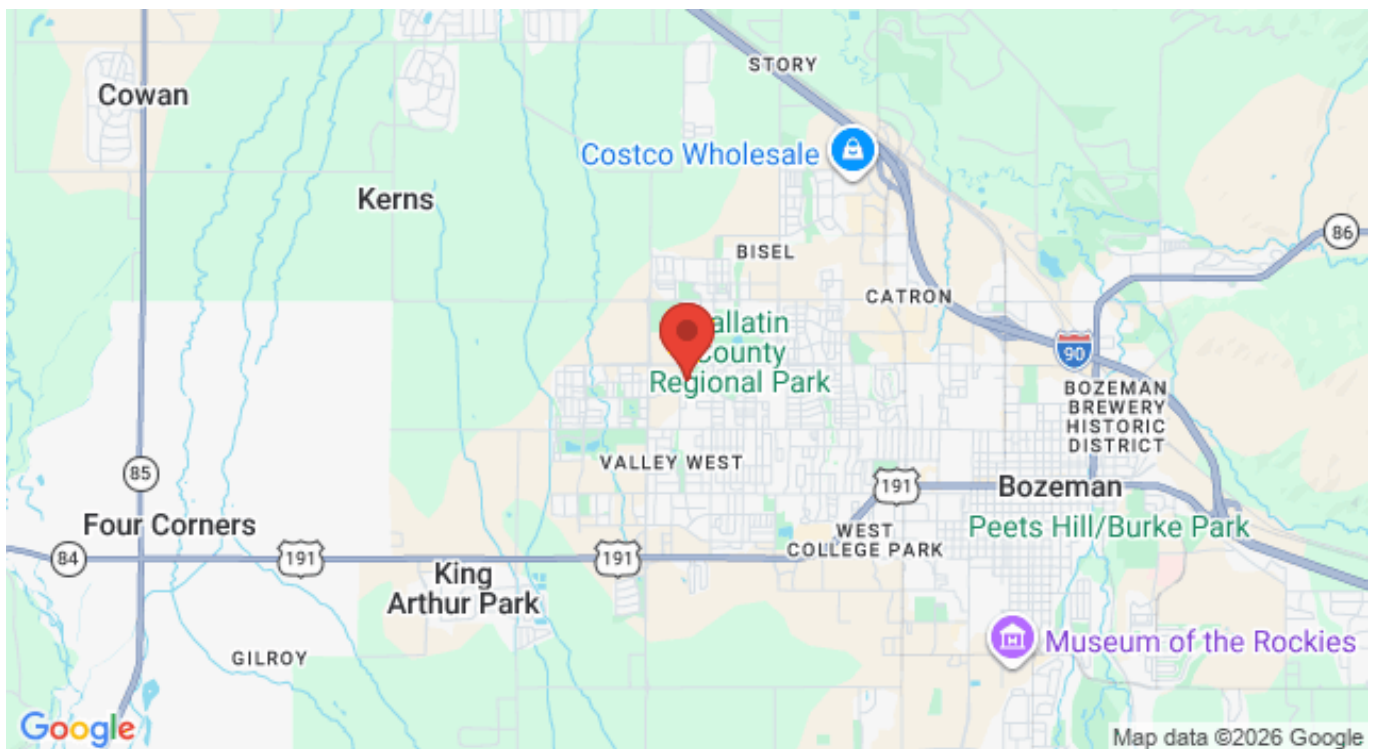 STORY
Cowan
Costco Wholesale
Kerns
86
BISEL
CATRON
allatin
County
Regional Park
90
BOZEMAN
BREWERY
HISTORIC
DISTRICT
VALLEY WEST
85
191
Bozeman
Four Corners
WEST
COLLEGE PARK
Peets Hill/Burke Park
84
191
191
King
Arthur Park
GILROY
Museum of the Rockies
Google
Map data ©2026 Google